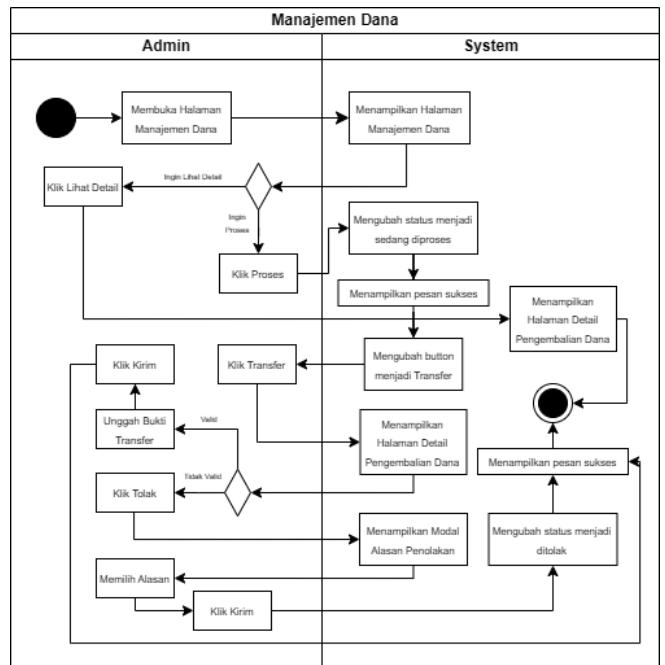 Manajemen Dana
Admin
System
Membuka Halaman
Manajemen Dana
Menampilkan Halaman
Manajemen Dana
Ingin Lihat Detail
Klik Lihat Detail
Ingin
Proses
Klik Proses
Mengubah status menjadi
sedang diproses
Menampilkan pesan sukses
Menampilkan
Halaman Detail
Pengembalian Dana
Mengubah button
menjadi Transfer
Klik Transfer
Klik Kirim
Unggah Bukti
Transfer
Valid
Menampilkan
Halaman Detail
Pengembalian Dana
Menampilkan pesan sukses
Tidak Valid
Klik Tolak
Menampilkan Modal
Alasan Penolakan
Mengubah status menjadi
ditolak
Memilih Alasan
Klik Kirim